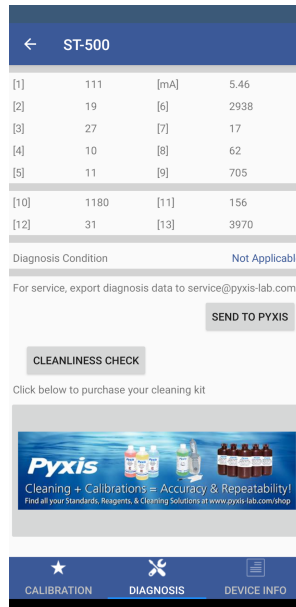 ST-500
[1] 111 [mA] 5.46
[2] 19 [6] 2938
[3] 27 [7] 17
[4] 10 [8] 62
[5] 11 [9] 705
[10] 1180 [11] 156
[12] 31 [13] 3970
Diagnosis Condition Not Applicabl
For service, export diagnosis data to service@pyxis-lab.com
SEND TO PYXIS
CLEANLINESS CHECK
Click below to purchase your cleaning kit
Pyxis
Cleaning + Calibrations = Accuracy & Repeatability!
Find all your Standards, Reagents, & Cleaning Solutions at www.pyxis-lab.com/shop
CALIBRATION DIAGNOSIS DEVICE INFO